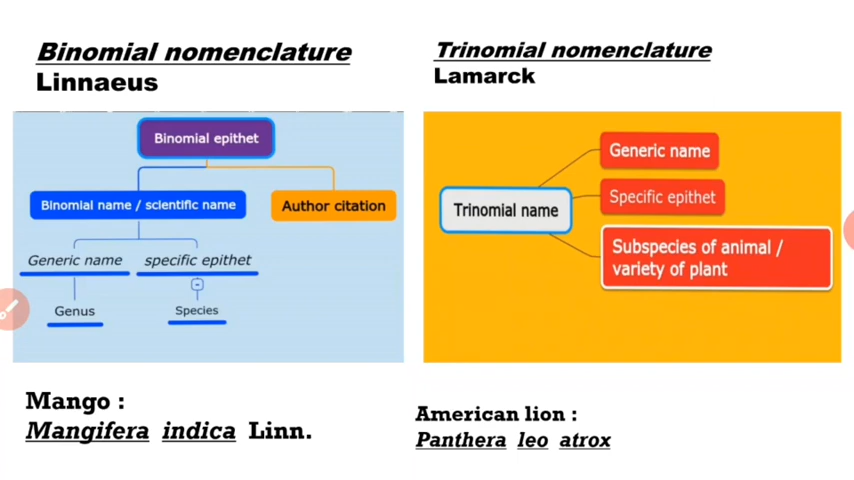 Binomial nomenclature
Linnaeus
Binomial epithet
Binomial name / scientific name
Author citation
Generic name
specific epithet
Genus
Species
Mango :
Mangifera indica Linn.
Trinomial nomenclature
Lamarck
Trinomial name
Generic name
Specific epithet
Subspecies of animal /
variety of plant
American lion :
Panthera leo atrox